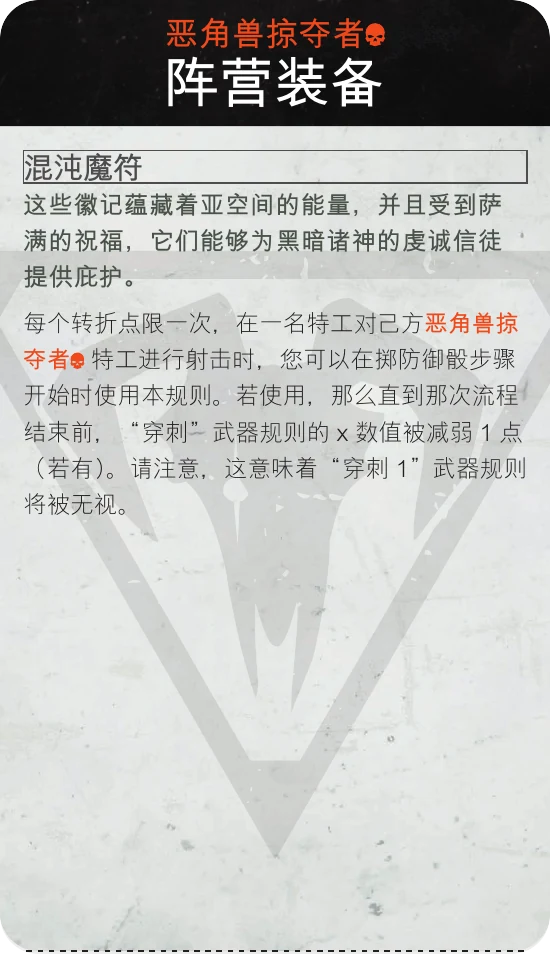 恶角兽掠夺者
阵营装备
混沌魔符
这些徽记蕴藏着亚空间的能量，并且受到萨
满的祝福，它们能够为黑暗诸神的虔诚信徒
提供庇护。
每个转折点限一次，在一名特工对己方恶角兽掠
夺者特工进行射击时，您可以在掷防御骰步骤
开始时使用本规则。若使用，那么直到那次流程
结束前，“穿刺”武器规则的 x 数值被减弱 1 点
（若有）。请注意，这意味着“穿刺 1”武器规则
将被无视。